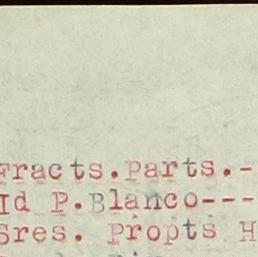 Fracts.Parts.-
Id P.Blanco---
Sres. Propts H